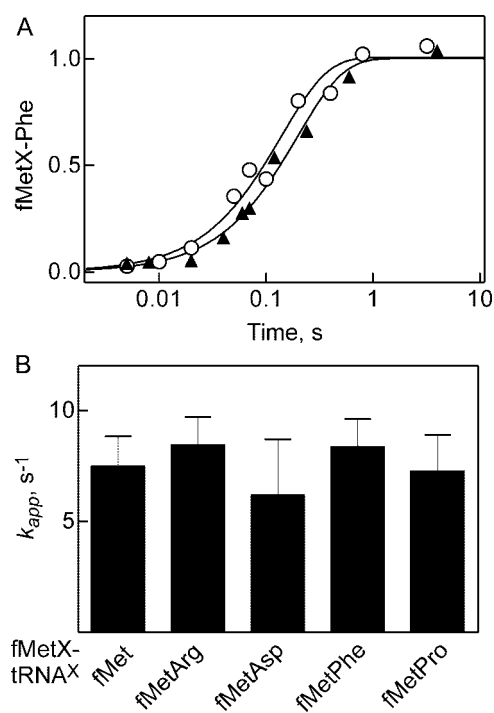 A
fMetX-Phe
1.0
0.5
0.0
0.01
0.1
1
10
Time, s
B
kapp, s-1
10
5
fMetX-
tRNAX
fMet
fMetArg
fMetAsp
fMetPhe
fMetPro